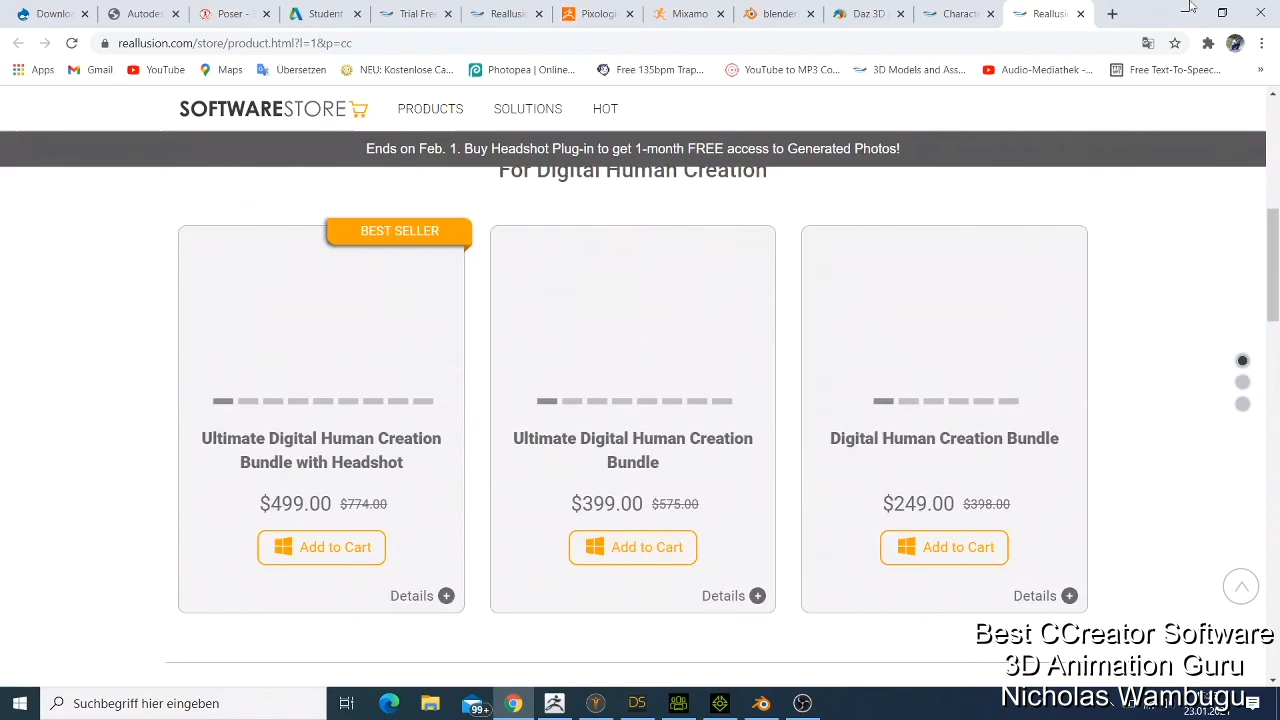 Downlo
Autodes
Poser - 3
Student
Trial Free
Reallusi
Pixologi
Mixamo
blender
Daz 3D
Charact
Reallusi
reallusion.com/store/product.html?l=1&p=cc
Apps
Gmail
YouTube
Maps
Übersetzen
NEU: Kostenlose Ca...
Photopea | Online...
Free 135bpm Trap...
YouTube to MP3 Co...
3D Models and Ass...
Audio-Mediathek -...
Free Text-To-Speec...
SOFTWARESTORE
PRODUCTS
SOLUTIONS
HOT
Ends on Feb. 1. Buy Headshot Plug-in to get 1-month FREE access to Generated Photos!
For Digital Human Creation
BEST SELLER
Ultimate Digital Human Creation
Bundle with Headshot
$499.00 $774.00
Add to Cart
Details
Ultimate Digital Human Creation
Bundle
$399.00 $575.00
Add to Cart
Details
Digital Human Creation Bundle
$249.00 $398.00
Add to Cart
Details
Best CCreator Software
3D Animation Guru
Nicholas Wambugu
Suchbegriff hier eingeben
99+
DS